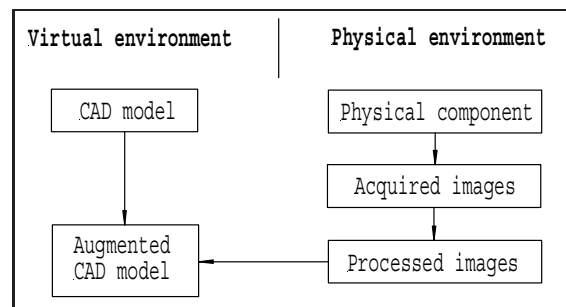 Virtual environment
Physical environment
CAD model
Physical component
Acquired images
Augmented
CAD model
Processed images